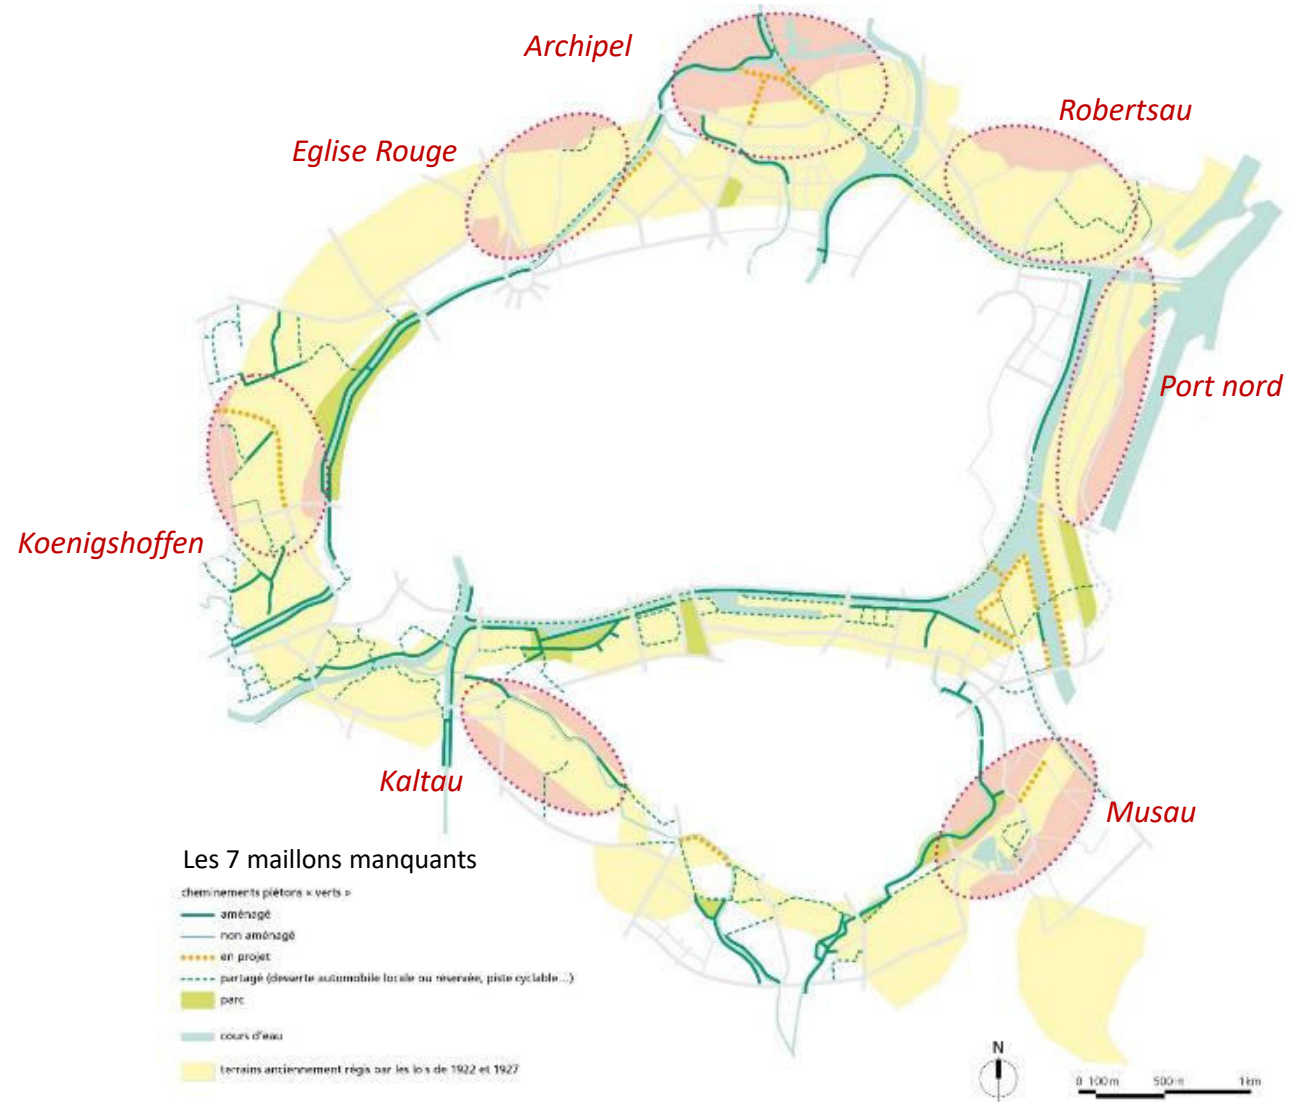 Archipel
Robertsau
Eglise Rouge
Port nord
Koenigshoffen
Kaltau
Musau
Les 7 maillons manquants
cheminements piétons « verts »
aménagé
non aménagé
en projet
partagé (desserte automobile locale ou réservée, piste cyclable...)
parc
cours d'eau
terrains anciennement régis par les lois de 1922 et 1927
N
0 100m 500m 1km